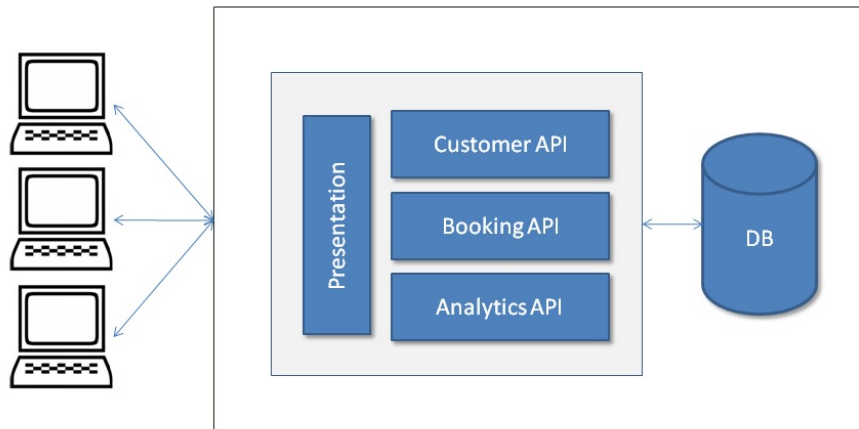 Presentation
Customer API
Booking API
Analytics API
DB